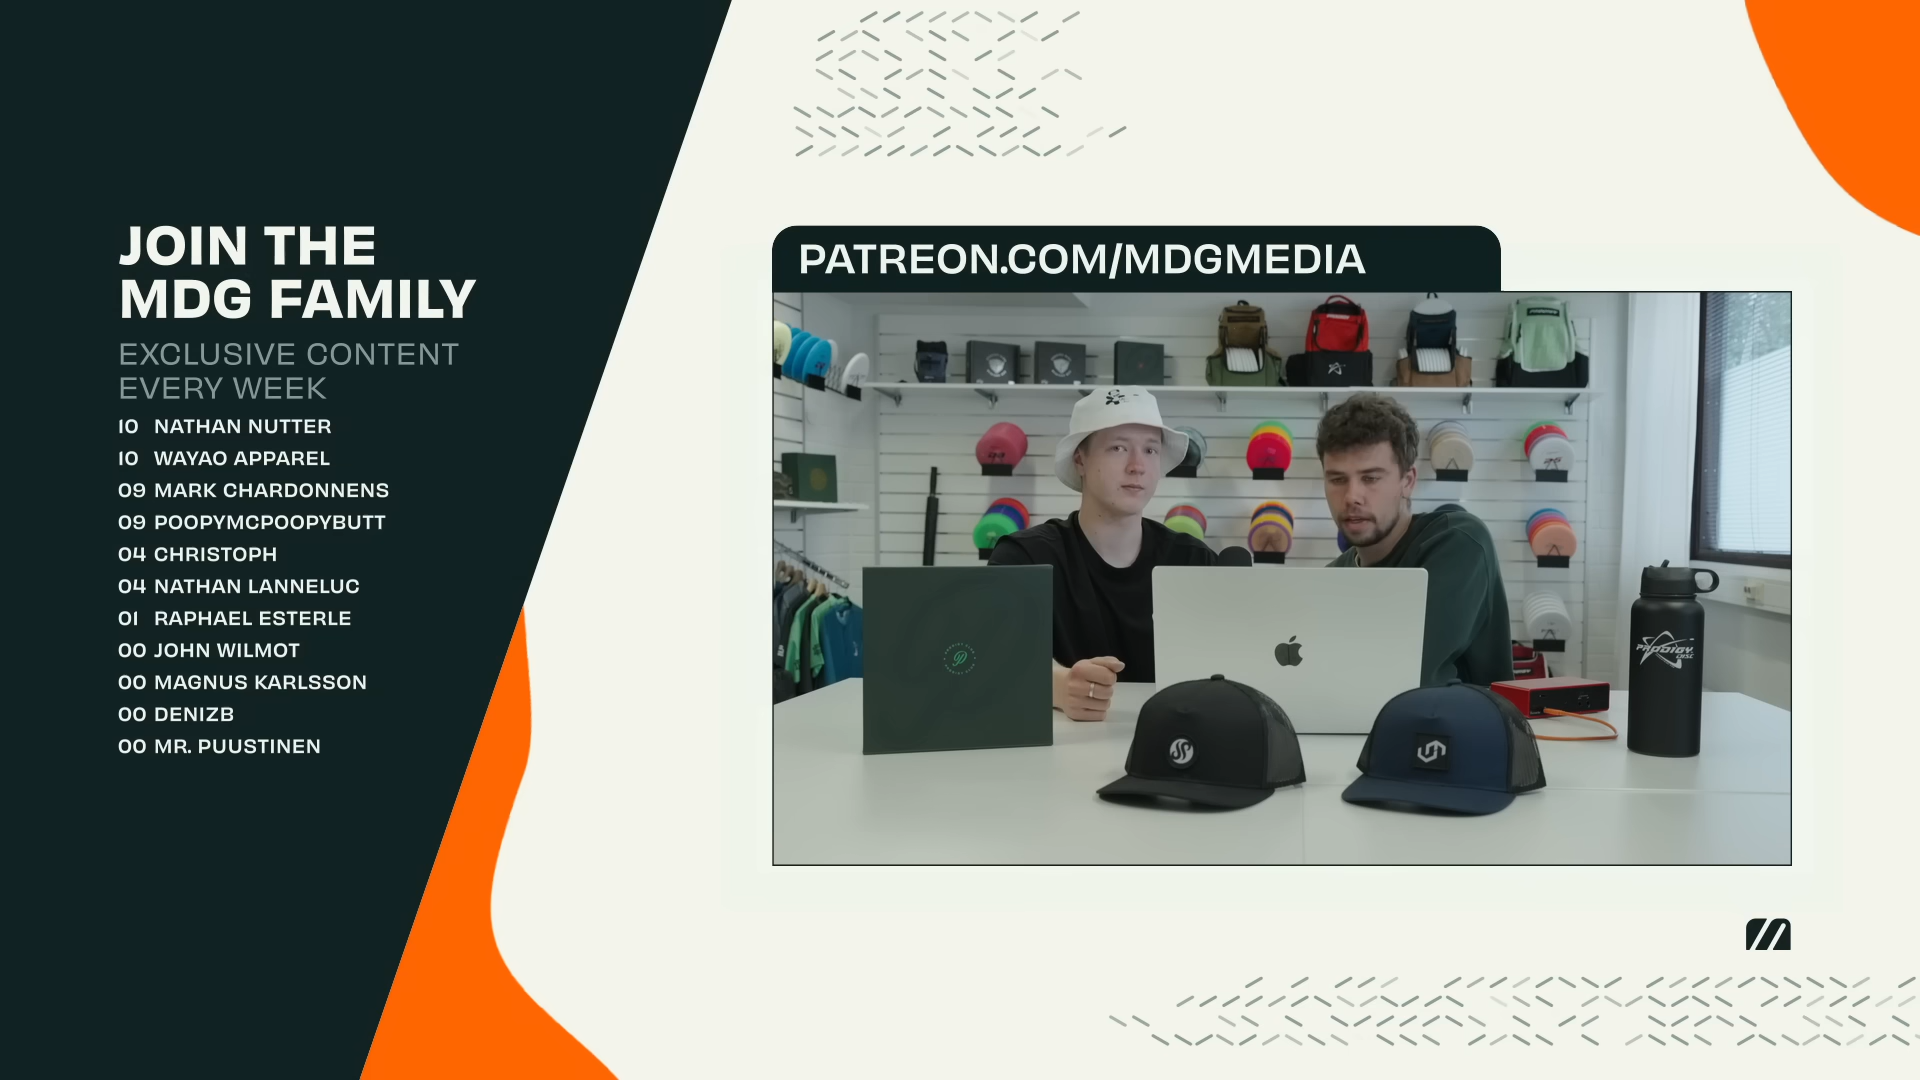 JOIN THE
MDG FAMILY
EXCLUSIVE CONTENT
EVERY WEEK
10 NATHAN NUTTER
10 WAYAO APPAREL
09 MARK CHARDONNENS
09 POOPYMCPOOPYBUTT
04 CHRISTOPH
04 NATHAN LANNELUC
01 RAPHAEL ESTERLE
00 JOHN WILMOT
00 MAGNUS KARLSSON
00 DENIZB
00 MR. PUUSTINEN
PATREON.COM/MDGMEDIA
PRODIGY
DISC